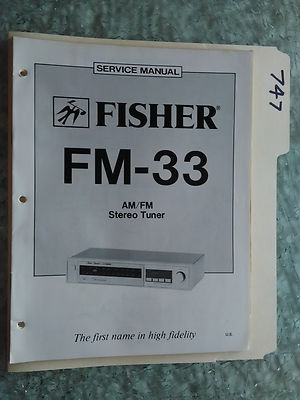 SERVICE MANUAL
FISHER®
FM-33
AM/FM
Stereo Tuner
The first name in high fidelity
U.S.
747